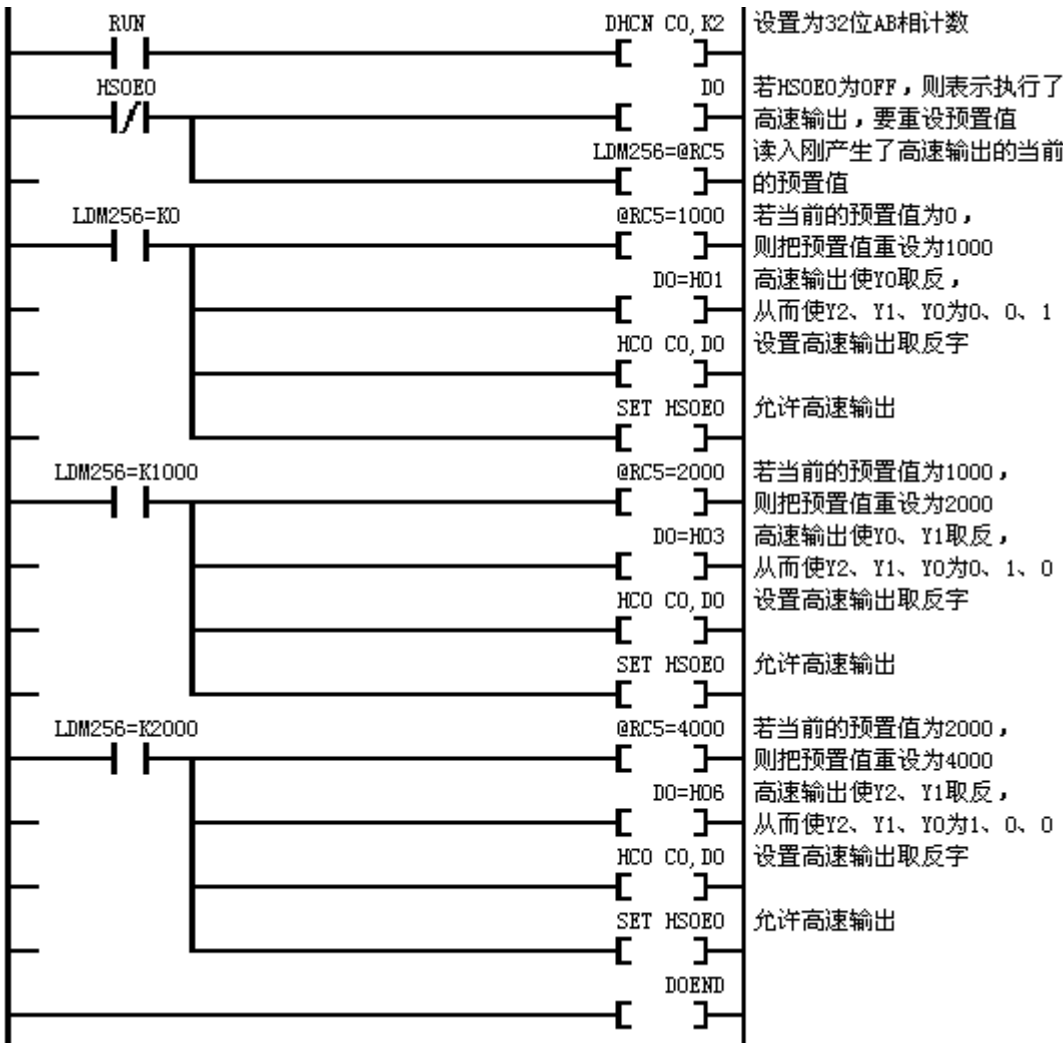 RUN
DHCN C0,K2
设置为32位AB相计数
HSOE0
DO
若HSOE0为OFF，则表示执行了
高速输出，要重设预置值
LDM256=@RC5
读入刚产生了高速输出的当前
的预置值
LDM256=K0
@RC5=1000
若当前的预置值为0，
则把预置值重设为1000
D0=H01
高速输出使Y0取反，
从而使Y2、Y1、Y0为0、0、1
HCO C0,D0
设置高速输出取反字
SET HSOE0
允许高速输出
LDM256=K1000
@RC5=2000
若当前的预置值为1000，
则把预置值重设为2000
D0=H03
高速输出使Y0、Y1取反，
从而使Y2、Y1、Y0为0、1、0
HCO C0,D0
设置高速输出取反字
SET HSOE0
允许高速输出
LDM256=K2000
@RC5=4000
若当前的预置值为2000，
则把预置值重设为4000
D0=H06
高速输出使Y2、Y1取反，
从而使Y2、Y1、Y0为1、0、0
HCO C0,D0
设置高速输出取反字
SET HSOE0
允许高速输出
DOEND